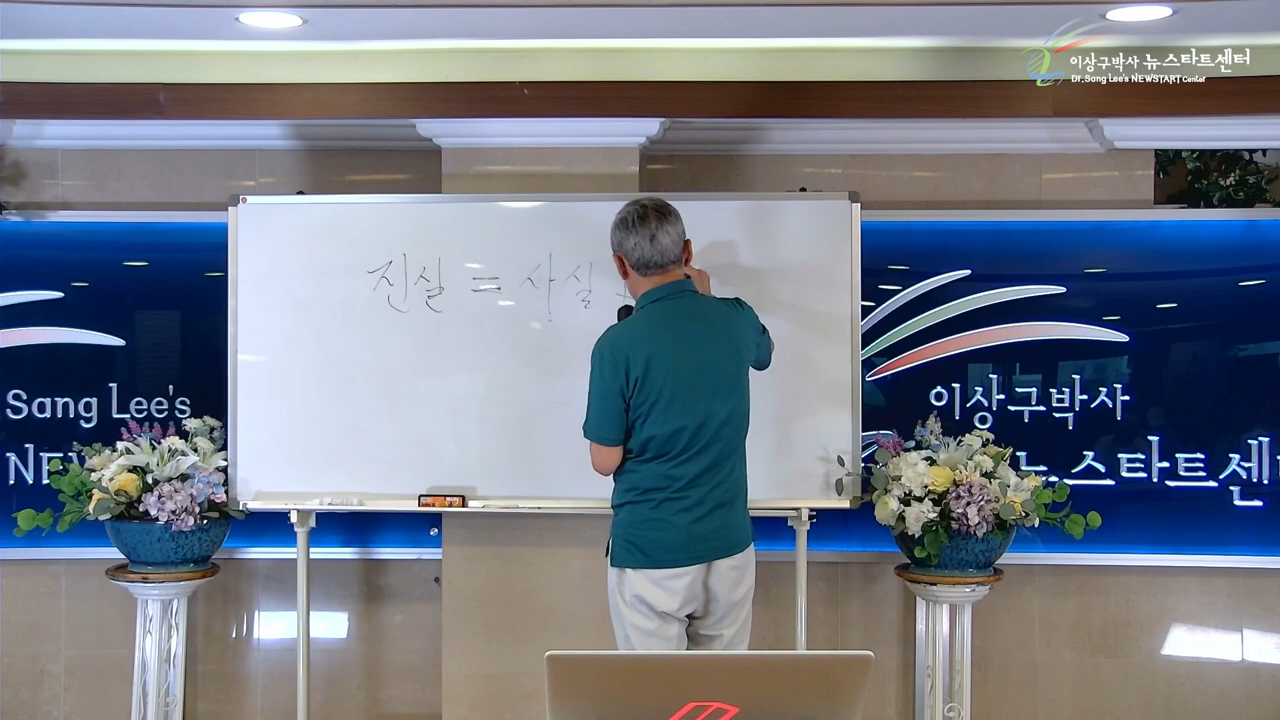 이상구박사 뉴스타트센터
Dr.Sang Lee's NEWSTART Center
진실 = 사실 +
Sang Lee's
이상구박사
뉴스타트센